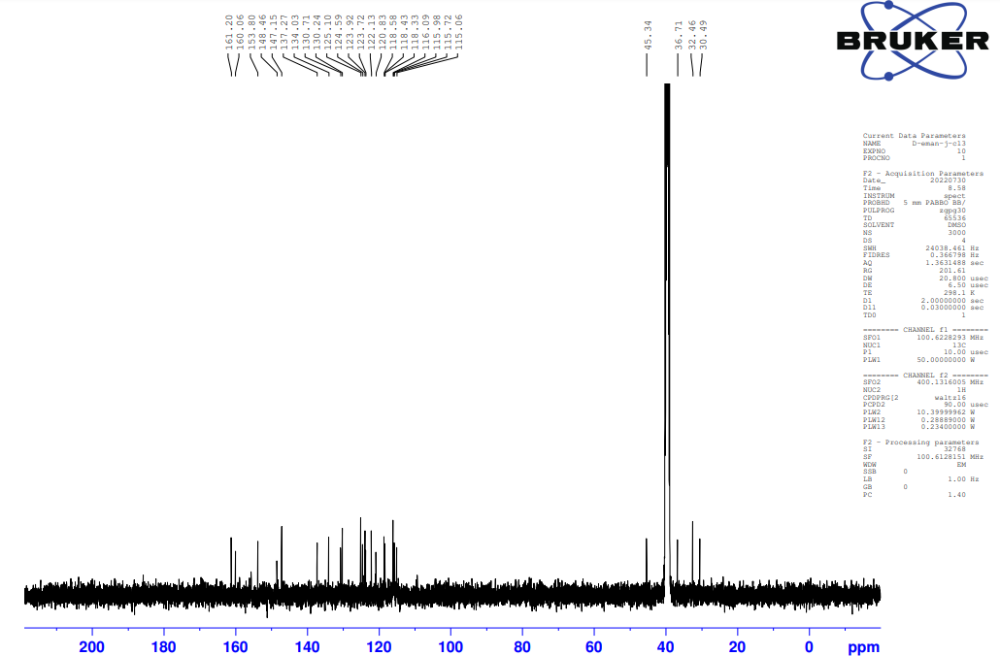 161.20
160.06
153.80
148.46
147.15
137.27
134.03
130.71
130.24
125.10
124.59
123.92
123.72
122.13
120.83
118.58
118.43
118.33
116.09
115.98
115.72
115.06
45.34
36.71
32.46
30.49
BRUKER
Current Data Parameters
NAME D-eman-j-c13
EXPNO 10
PROCNO 1
F2 - Acquisition Parameters
Date_ 20220730
Time 8.58
INSTRUM spect
PROBHD 5 mm PABBO BB/
PULPROG zgpg30
TD 65536
SOLVENT DMSO
NS 3000
DS 4
SWH 24038.461 Hz
FIDRES 0.366798 Hz
AQ 1.3631488 sec
RG 201.61
DW 20.800 usec
DE 6.50 usec
TE 298.1 K
D1 2.00000000 sec
D11 0.03000000 sec
TD0 1
======== CHANNEL f1 ========
SFO1 100.6228293 MHz
NUC1 13C
P1 10.00 usec
PLW1 50.00000000 W
======== CHANNEL f2 ========
SFO2 400.1316005 MHz
NUC2 1H
CPDPRG[2 waltz16
PCPD2 90.00 usec
PLW2 10.39999962 W
PLW12 0.28889000 W
PLW13 0.23400000 W
F2 - Processing parameters
SI 32768
SF 100.6128151 MHz
WDW EM
SSB 0
LB 1.00 Hz
GB 0
PC 1.40
200 180 160 140 120 100 80 60 40 20 0 ppm